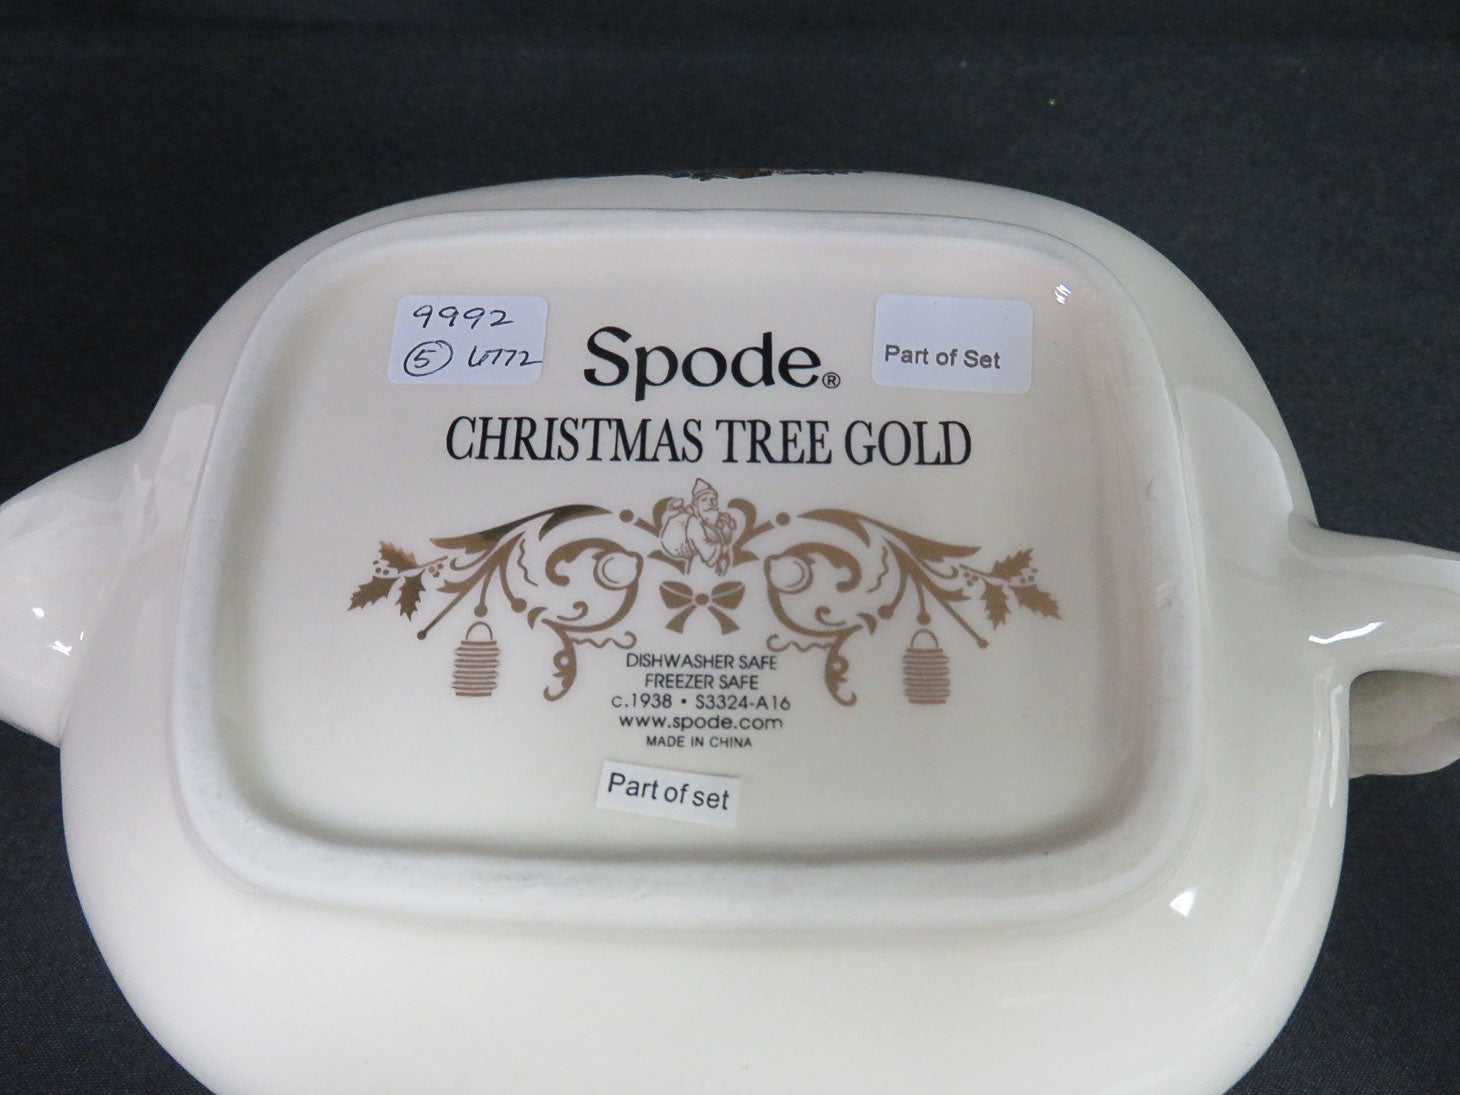 9992
5 6772
Spode®
Part of Set
CHRISTMAS TREE GOLD
DISHWASHER SAFE
FREEZER SAFE
c.1938 • S3324-A16
www.spode.com
MADE IN CHINA
Part of set